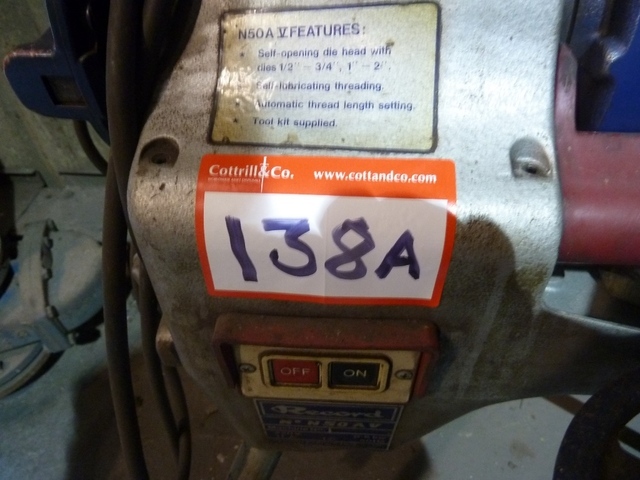 N50A V FEATURES:
• Self-opening die head with
dies 1/2" - 3/4", 1" - 2".
• Self-lubricating threading.
• Automatic thread length setting.
• Tool kit supplied.
Cottrill&Co. www.cottandco.com
138A
OFF ON
Record